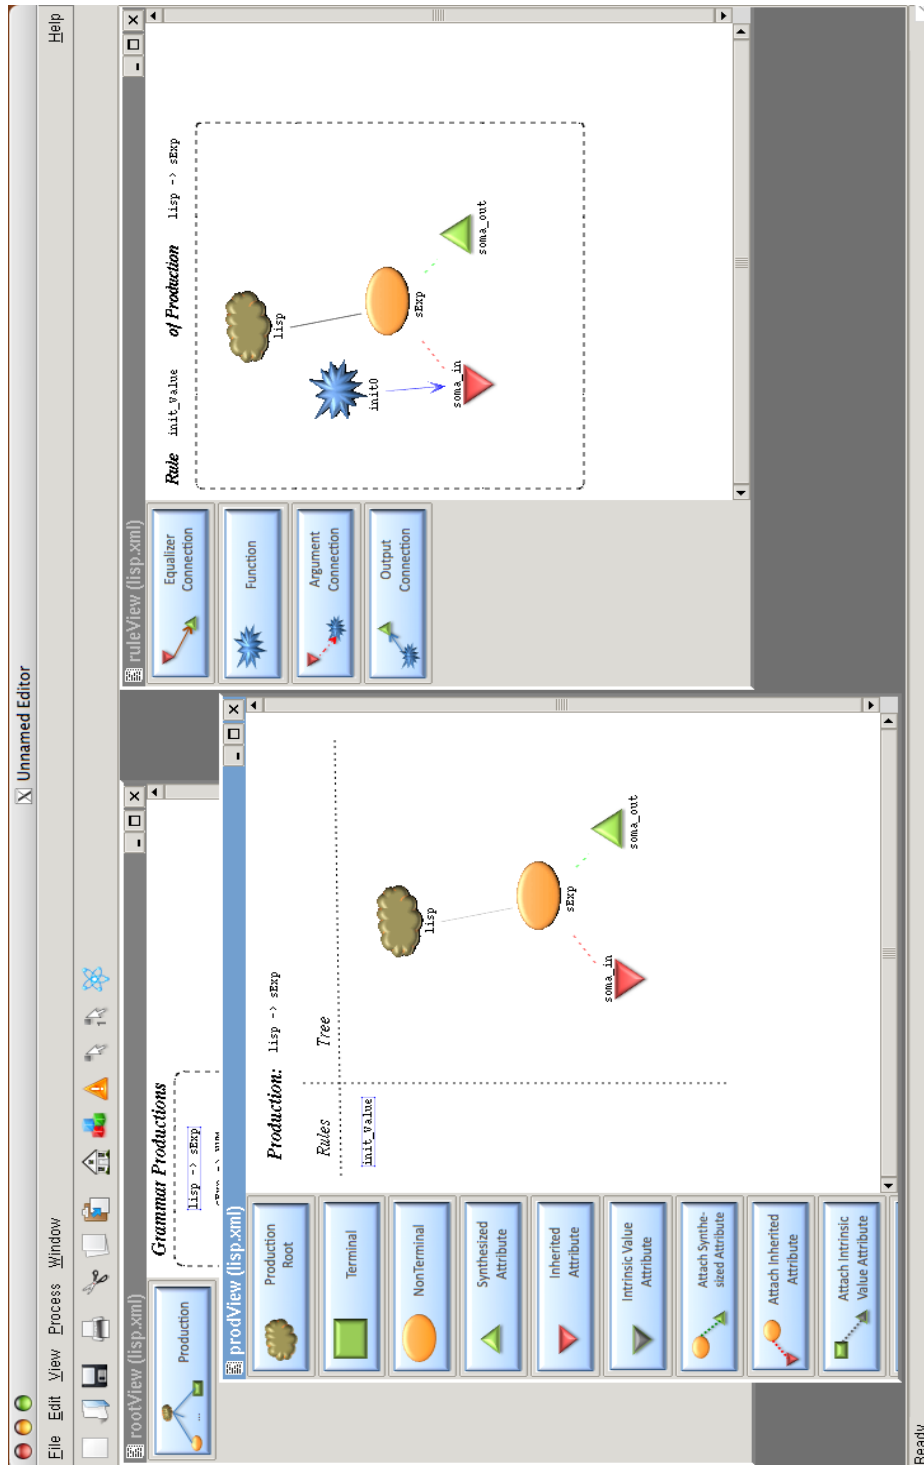 Unnamed Editor
File Edit View Process Window Help
rootView (lisp.xml)
Production
...
Grammar Productions
lisp -> sExp
prodView (lisp.xml)
Production Root
Terminal
NonTerminal
Synthesized Attribute
Inherited Attribute
Intrinsic Value Attribute
Attach Synthe-
sized Attribute
Attach Inherited Attribute
Attach Intrinsic Value Attribute
Production: lisp -> sExp
Rules Tree
init_Value
lisp
sExp
soma_in
soma_out
ruleView (lisp.xml)
Equalizer Connection
Function
Argument Connection
Output Connection
Rule init_Value of Production lisp -> sExp
lisp
init0
sExp
soma_in
soma_out
Ready